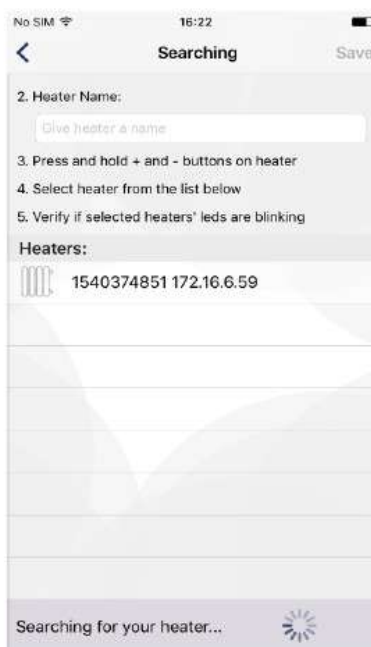 No SIM 16:22
Searching Save
2. Heater Name:
Give heater a name
3. Press and hold + and - buttons on heater
4. Select heater from the list below
5. Verify if selected heaters' leds are blinking
Heaters:
1540374851 172.16.6.59
Searching for your heater...